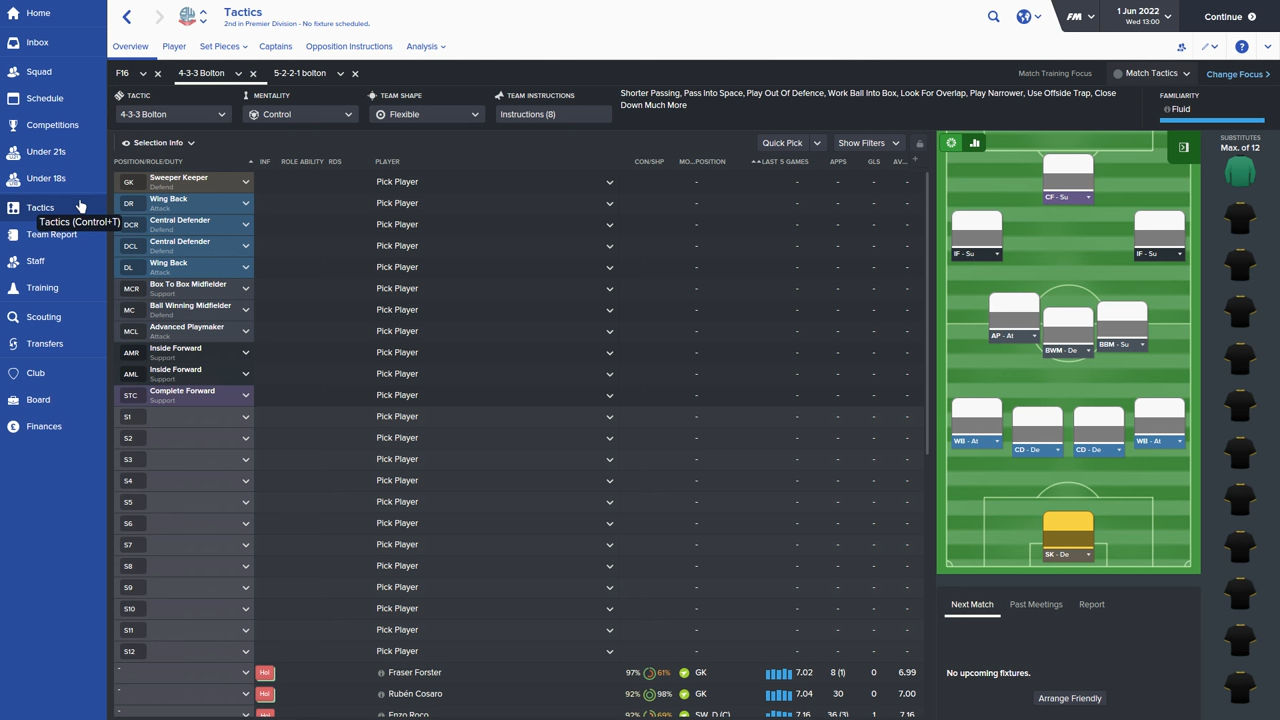 Home
Inbox
Squad
Schedule
Competitions
Under 21s
Under 18s
Tactics
Tactics (Control+T)
Team Report
Staff
Training
Scouting
Transfers
Club
Board
Finances
Tactics
2nd in Premier Division - No fixture scheduled.
FM
1 Jun 2022
Wed 13:00
Continue
Overview Player Set Pieces Captains Opposition Instructions Analysis
F16 4-3-3 Bolton 5-2-2-1 bolton
Match Training Focus Match Tactics Change Focus >
TACTIC MENTALITY TEAM SHAPE TEAM INSTRUCTIONS
4-3-3 Bolton Control Flexible Instructions (8)
Shorter Passing, Pass Into Space, Play Out Of Defence, Work Ball Into Box, Look For Overlap, Play Narrower, Use Offside Trap, Close
Down Much More
FAMILIARITY
Fluid
Selection Info Quick Pick Show Filters
POSITION/ROLE/DUTY INF ROLE ABILITY RDS PLAYER CON/SHP MO... POSITION LAST 5 GAMES APPS GLS AV... +
GK Sweeper Keeper Pick Player - - - - -
Defend
DR Wing Back Pick Player - - - - -
Attack
DCR Central Defender Pick Player - - - - -
Defend
DCL Central Defender Pick Player - - - - -
Defend
DL Wing Back Pick Player - - - - -
Attack
MCR Box To Box Midfielder Pick Player - - - - -
Support
MC Ball Winning Midfielder Pick Player - - - - -
Defend
MCL Advanced Playmaker Pick Player - - - - -
Attack
AMR Inside Forward Pick Player - - - - -
Support
AML Inside Forward Pick Player - - - - -
Support
STC Complete Forward Pick Player - - - - -
Support
S1 Pick Player - - - - -
S2 Pick Player - - - - -
S3 Pick Player - - - - -
S4 Pick Player - - - - -
S5 Pick Player - - - - -
S6 Pick Player - - - - -
S7 Pick Player - - - - -
S8 Pick Player - - - - -
S9 Pick Player - - - - -
S10 Pick Player - - - - -
S11 Pick Player - - - - -
S12 Pick Player - - - - -
- Hol Fraser Forster 97% 61% GK 7.02 8 (1) 0 6.99
- Hol Rubén Cosaro 92% 98% GK 7.04 30 0 7.00
- Hol Enzo Roco 92% 69% SW, D (C) 7.16 36 (3) 1 7.16
CF - Su
IF - Su IF - Su
AP - At BWM - De BBM - Su
WB - At CD - De CD - De WB - At
SK - De
SUBSTITUTES
Max. of 12
Next Match Past Meetings Report
No upcoming fixtures.
Arrange Friendly